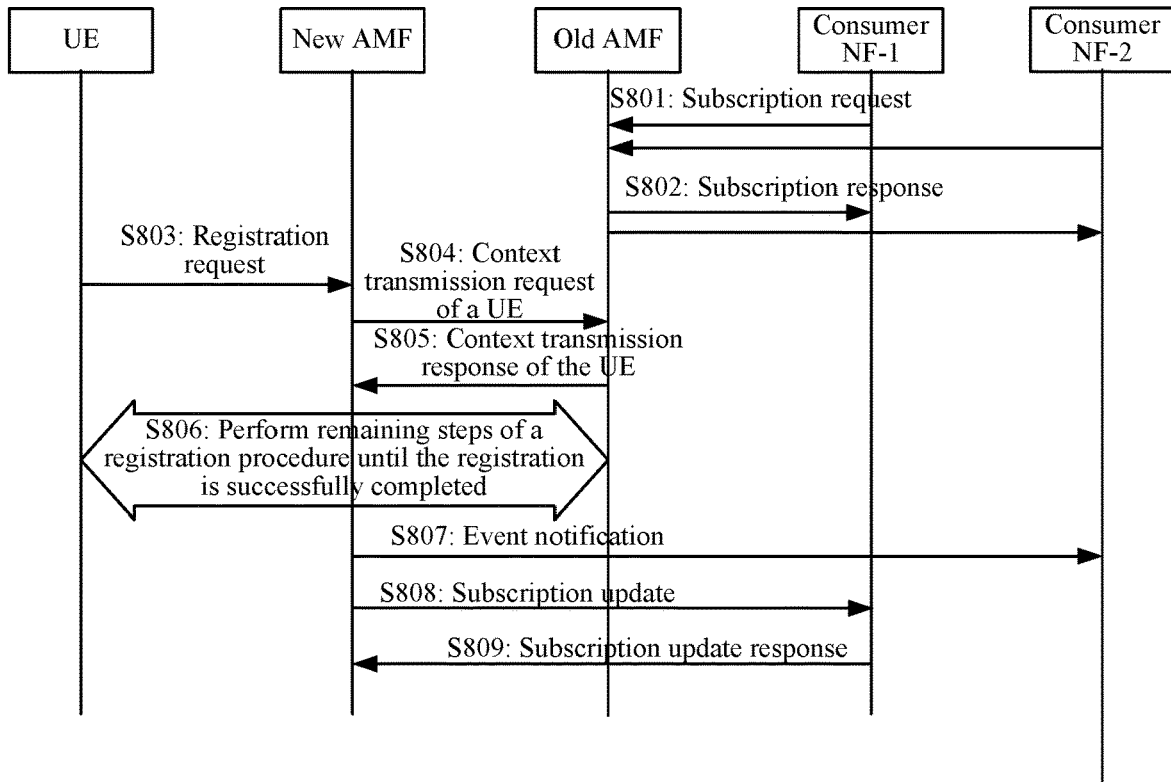 UE
New AMF
Old AMF
Consumer
NF-1
Consumer
NF-2
S801: Subscription request
S802: Subscription response
S803: Registration
request
S804: Context
transmission request
of a UE
S805: Context transmission
response of the UE
S806: Perform remaining steps of a
registration procedure until the registration
is successfully completed
S807: Event notification
S808: Subscription update
S809: Subscription update response